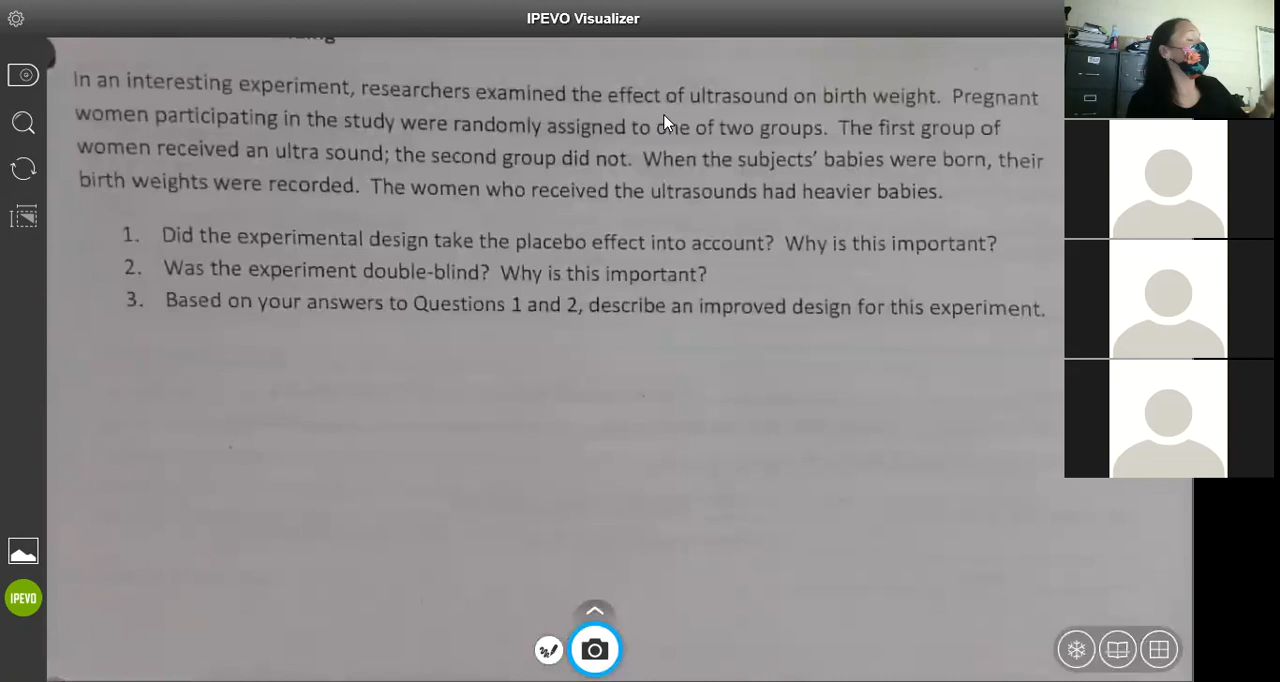 IPEVO Visualizer
In an interesting experiment, researchers examined the effect of ultrasound on birth weight. Pregnant
women participating in the study were randomly assigned to one of two groups. The first group of
women received an ultra sound; the second group did not. When the subjects' babies were born, their
birth weights were recorded. The women who received the ultrasounds had heavier babies.
1. Did the experimental design take the placebo effect into account? Why is this important?
2. Was the experiment double-blind? Why is this important?
3. Based on your answers to Questions 1 and 2, describe an improved design for this experiment.
IPEVO